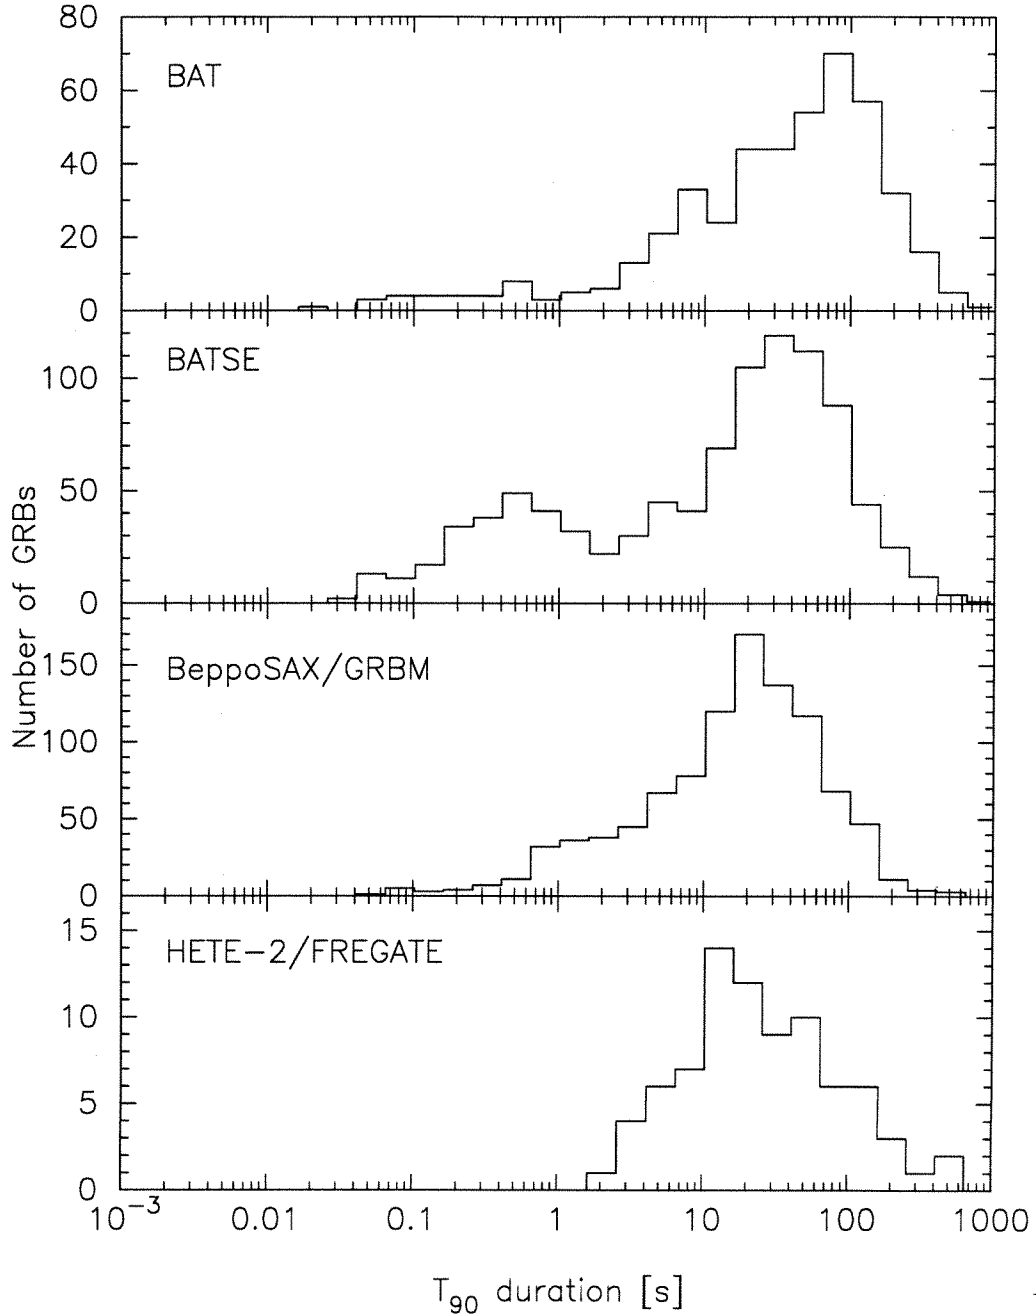 80
BAT
60
40
20
0
BATSE
100
50
0
Number of GRBs
BeppoSAX/GRBM
150
100
50
0
HETE-2/FREGATE
15
10
5
0
10⁻³ 0.01 0.1 1 10 100 1000
T₉₀ duration [s]